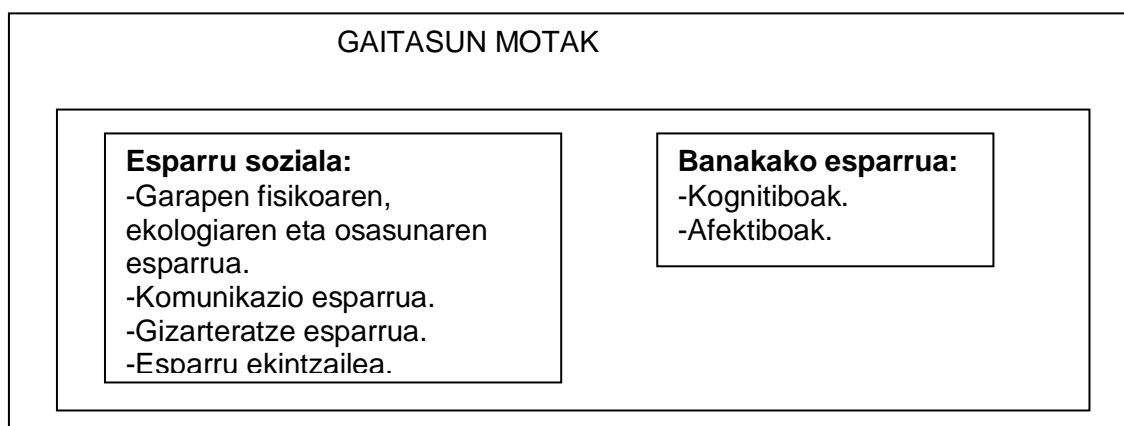 GAITASUN MOTAK
Esparru soziala:
-Garapen fisikoaren,
ekologiaren eta osasunaren
esparrua.
-Komunikazio esparrua.
-Gizarteratze esparrua.
-Esparru ekintzailea.
Banakako esparrua:
-Kognitiboak.
-Afektiboak.